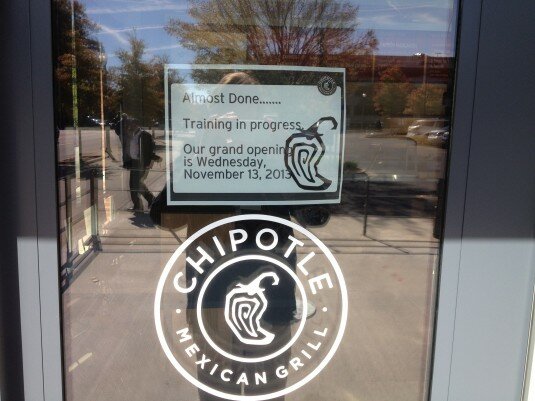 Almost Done.......
Training in progress.
Our grand opening
is Wednesday,
November 13, 2013
CHIPOTLE
MEXICAN GRILL